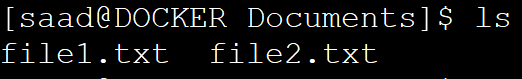 [saad@DOCKER Documents]$ ls
file1.txt  file2.txt